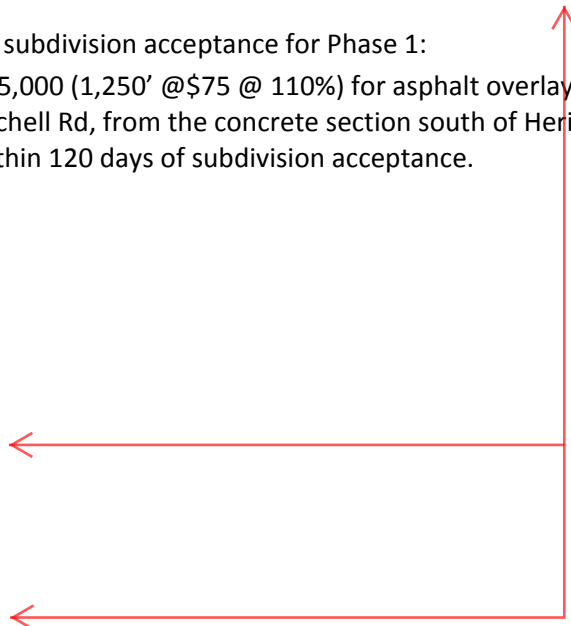 subdivision acceptance for Phase 1:
5,000 (1,250’ @$75 @ 110%) for asphalt overlay
chell Rd, from the concrete section south of Heri
thin 120 days of subdivision acceptance.